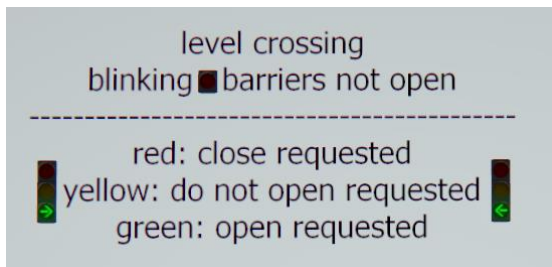 level crossing
blinking barriers not open
red: close requested
yellow: do not open requested
green: open requested